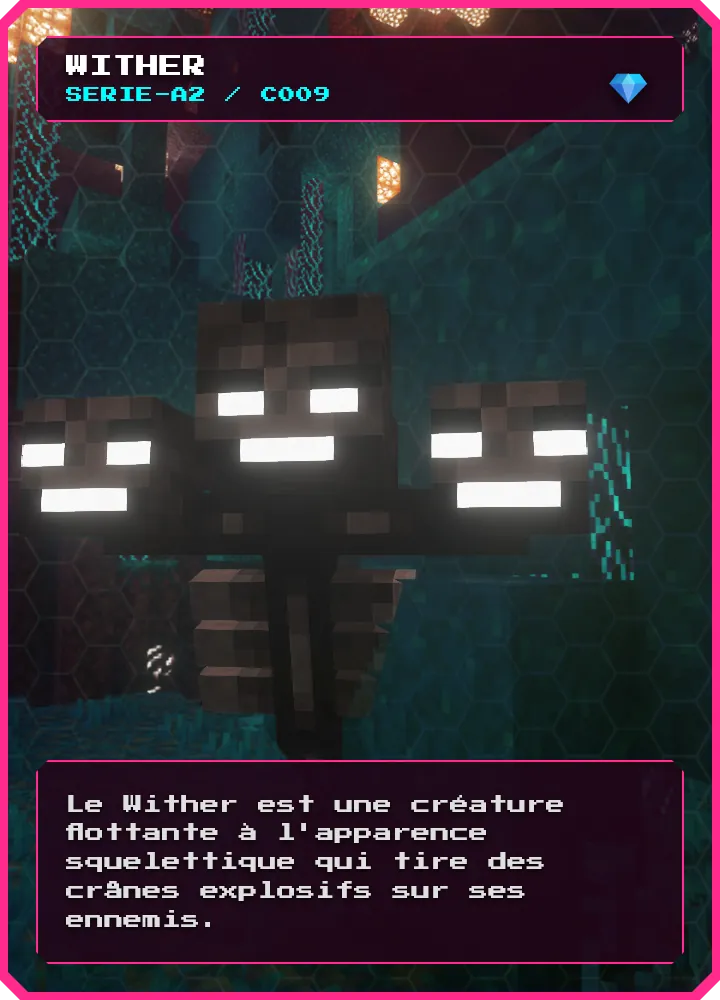 WITHER
SERIE-A2 / C009
Le Wither est une créature
flottante à l'apparence
squelettique qui tire des
crânes explosifs sur ses
ennemis.